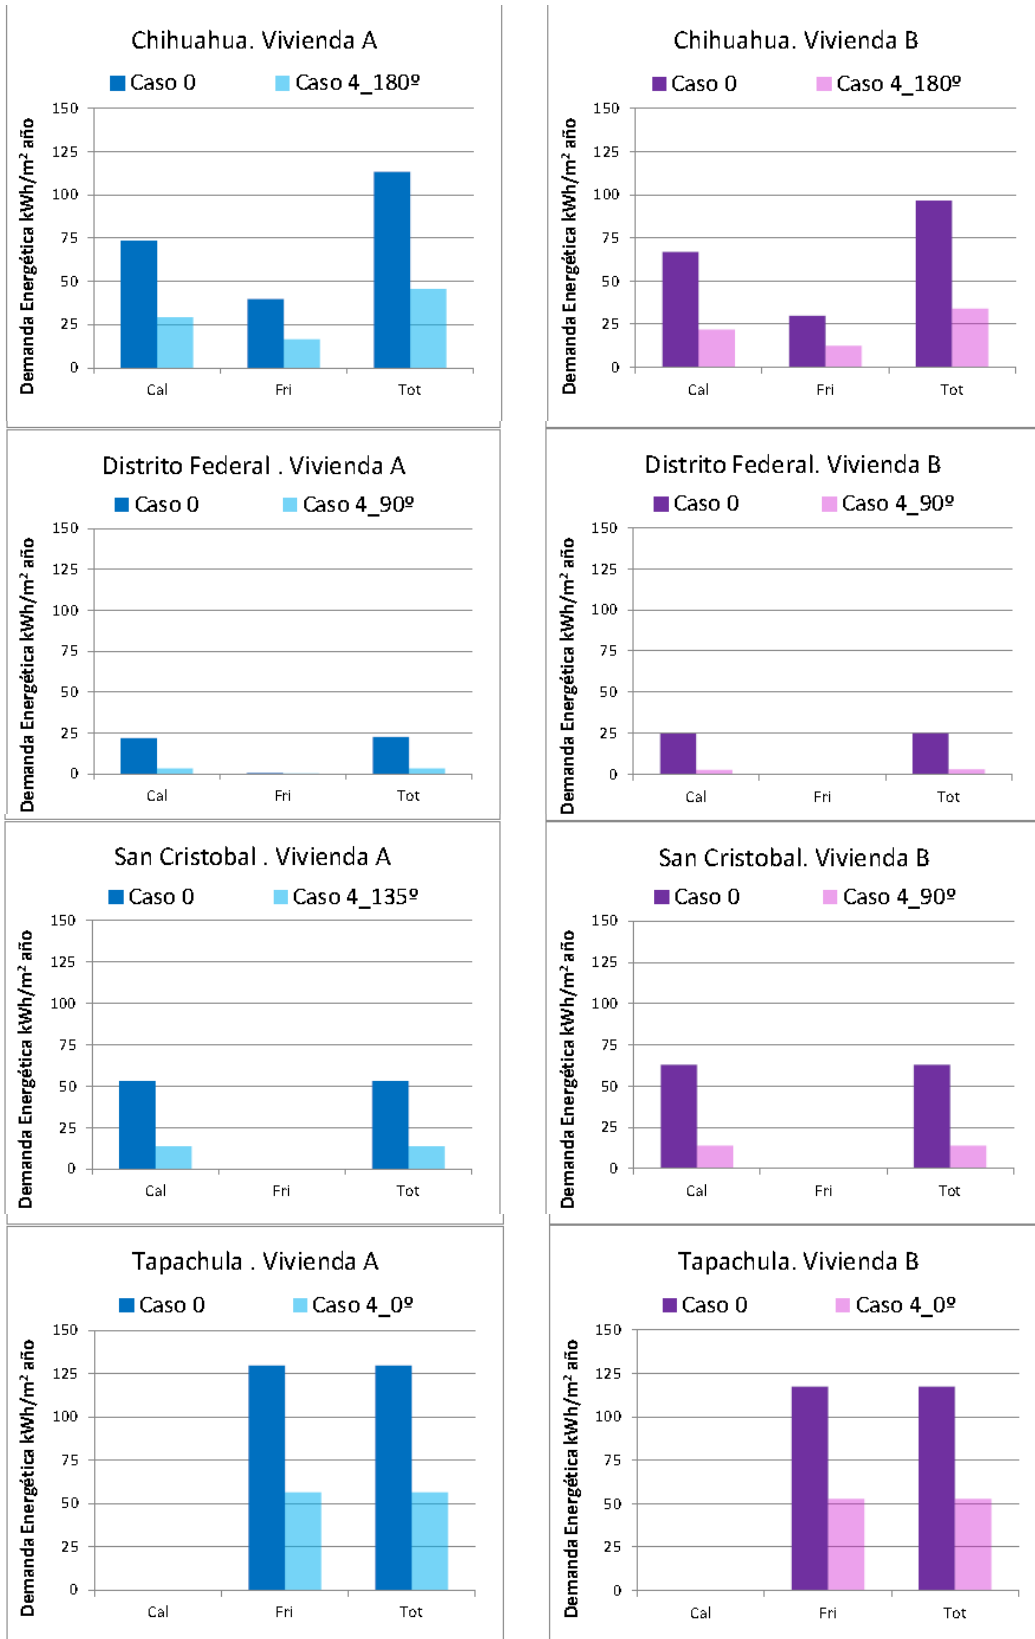 Chihuahua. Vivienda A
Caso 0 Caso 4_180º
Demanda Energética kWh/m² año
150
125
100
75
50
25
0
Cal Fri Tot
Chihuahua. Vivienda B
Caso 0 Caso 4_180º
Demanda Energética kWh/m² año
150
125
100
75
50
25
0
Cal Fri Tot
Distrito Federal . Vivienda A
Caso 0 Caso 4_90º
Demanda Energética kWh/m² año
150
125
100
75
50
25
0
Cal Fri Tot
Distrito Federal. Vivienda B
Caso 0 Caso 4_90º
Demanda Energética kWh/m² año
150
125
100
75
50
25
0
Cal Fri Tot
San Cristobal . Vivienda A
Caso 0 Caso 4_135º
Demanda Energética kWh/m² año
150
125
100
75
50
25
0
Cal Fri Tot
San Cristobal. Vivienda B
Caso 0 Caso 4_90º
Demanda Energética kWh/m² año
150
125
100
75
50
25
0
Cal Fri Tot
Tapachula . Vivienda A
Caso 0 Caso 4_0º
Demanda Energética kWh/m² año
150
125
100
75
50
25
0
Cal Fri Tot
Tapachula. Vivienda B
Caso 0 Caso 4_0º
Demanda Energética kWh/m² año
150
125
100
75
50
25
0
Cal Fri Tot